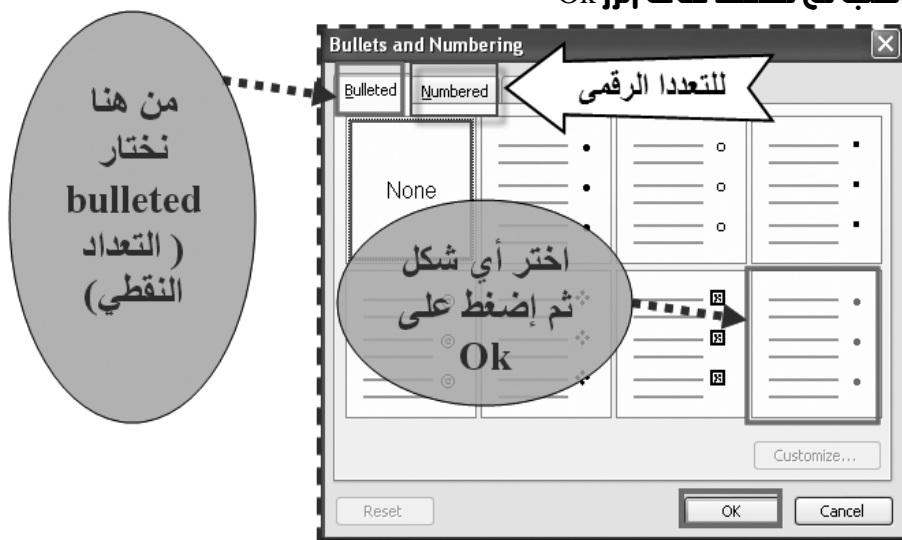 Ok
Bullets and Numbering
Bulleted
Numbered
للتعددا الرقمى
من هنا
نختار
bulleted
( التعداد
النقطي)
None
اختر أي شكل
ثم إضغط على
Ok
Customize...
Reset
OK
Cancel